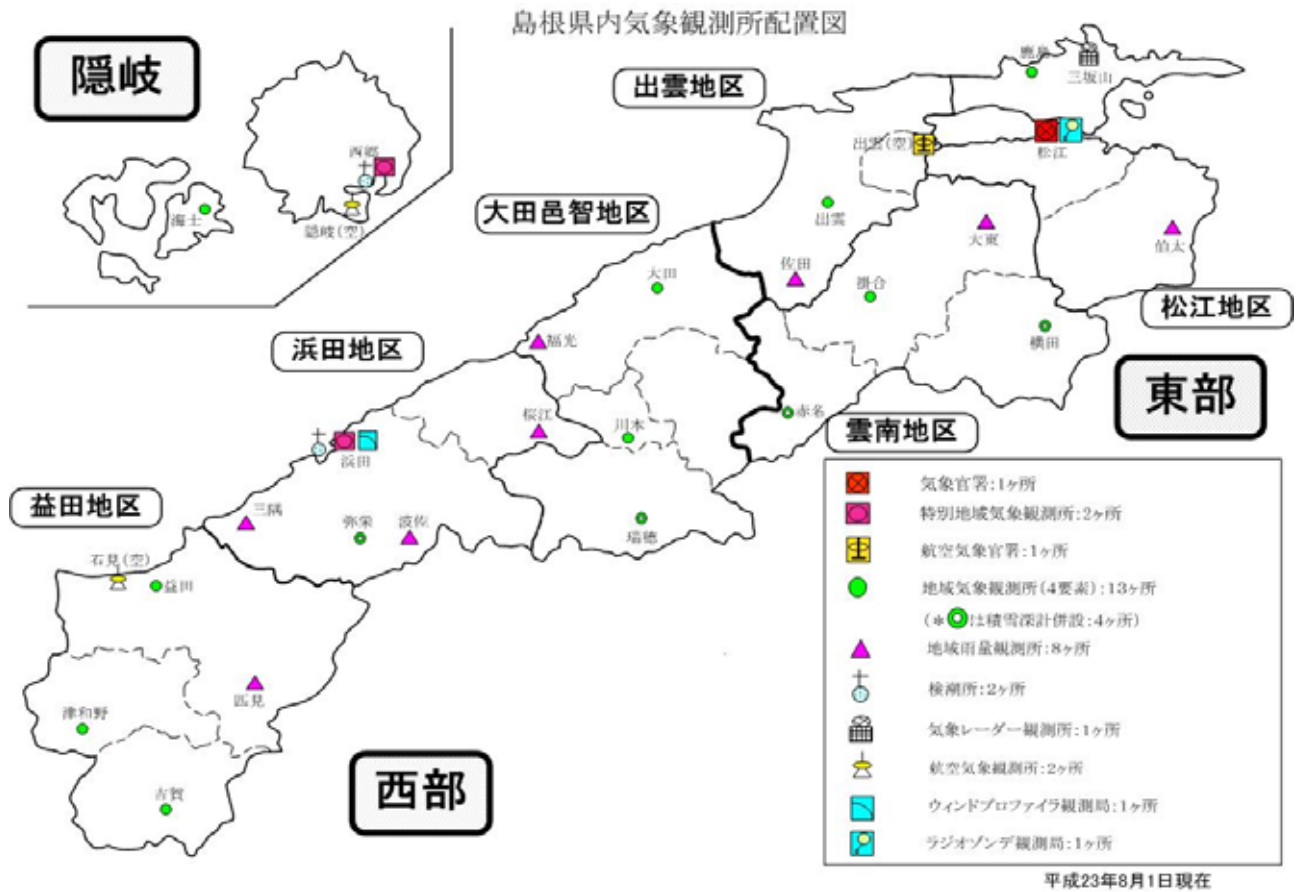 島根県内気象観測所配置図
隠岐
西郷
海士
隠岐(空)
出雲地区
鹿島
三坂山
出雲(空)
松江
大田邑智地区
出雲
大東
伯太
佐田
掛合
大田
松江地区
横田
浜田地区
福光
東部
赤名
桜江
川本
雲南地区
浜田
益田地区
三隅
弥栄
波佐
瑞穂
石見(空)
益田
匹見
津和野
西部
吉賀
気象官署:1ヶ所
特別地域気象観測所:2ヶ所
航空気象官署:1ヶ所
地域気象観測所(4要素):13ヶ所
(*は積雪深計併設:4ヶ所)
地域雨量観測所:8ヶ所
検潮所:2ヶ所
気象レーダー観測所:1ヶ所
航空気象観測所:2ヶ所
ウィンドプロファイラ観測局:1ヶ所
ラジオゾンデ観測局:1ヶ所
平成23年8月1日現在